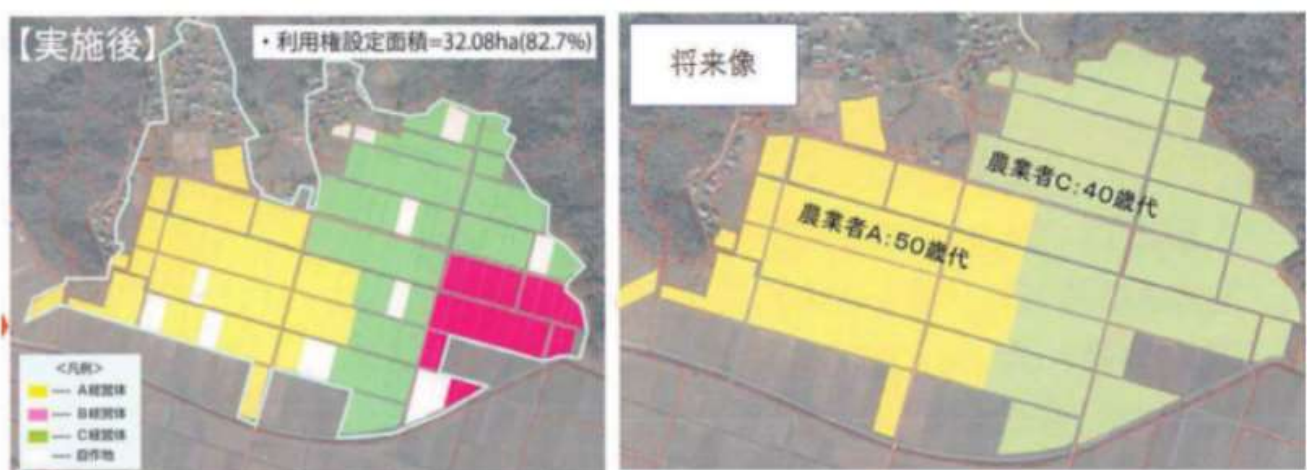 【実施後】
・利用権設定面積=32.08ha(82.7%)
<凡例>
A経営体
B経営体
C経営体
自作地
将来像
農業者C:40歳代
農業者A:50歳代